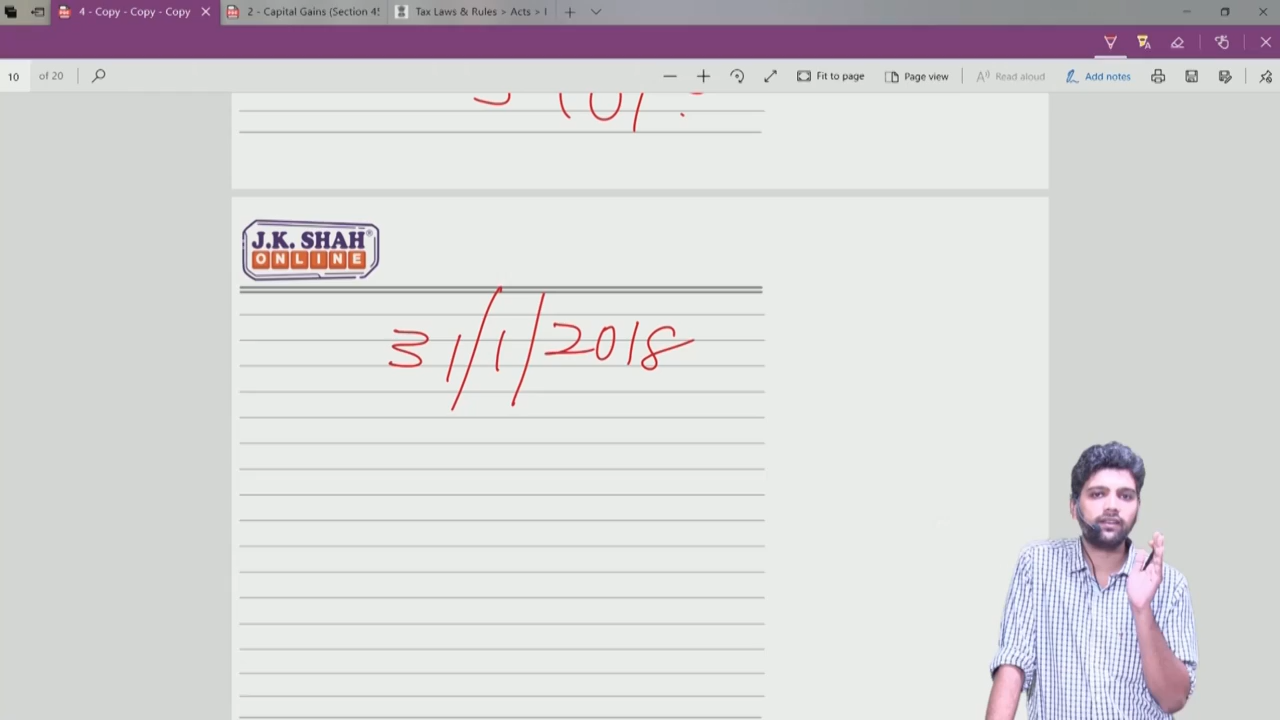 4 - Copy - Copy - Copy
2 - Capital Gains (Section 45
Tax Laws & Rules > Acts > I
10 of 20
Fit to page
Page view
Read aloud
Add notes
J.K. SHAH®
ONLINE
31/1/2018